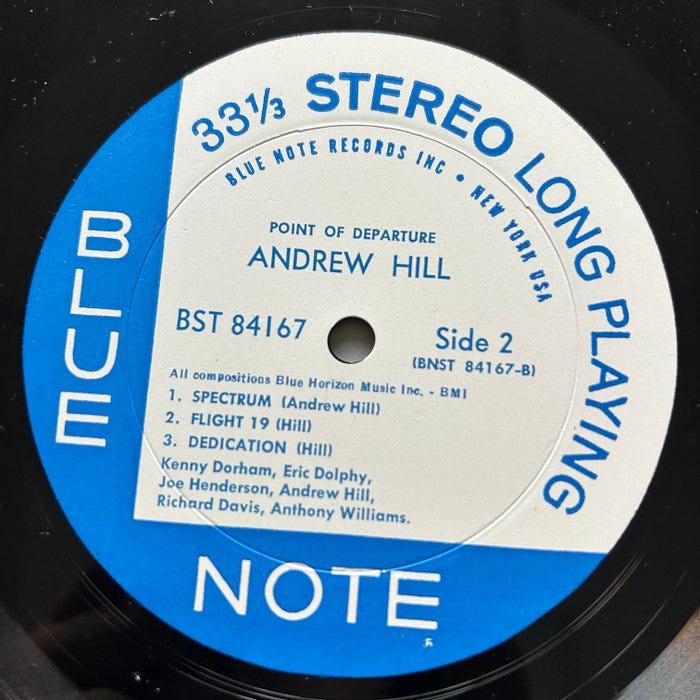 33⅓ STEREO LONG PLAYING
BLUE NOTE RECORDS INC • NEW YORK USA
POINT OF DEPARTURE
ANDREW HILL
BST 84167
Side 2
(BNST 84167-B)
All compositions Blue Horizon Music Inc. - BMI
1. SPECTRUM (Andrew Hill)
2. FLIGHT 19 (Hill)
3. DEDICATION (Hill)
Kenny Dorham, Eric Dolphy,
Joe Henderson, Andrew Hill,
Richard Davis, Anthony Williams.
BLUE
NOTE